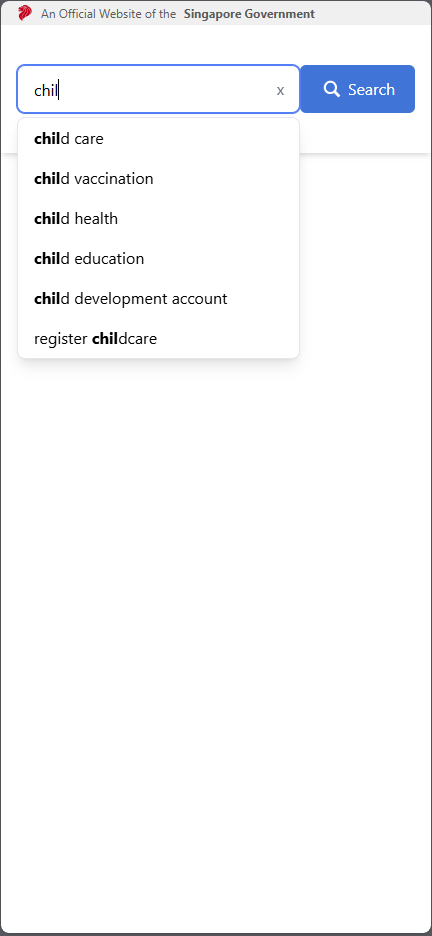 An Official Website of the Singapore Government
chil x Search
child care
child vaccination
child health
child education
child development account
register childcare